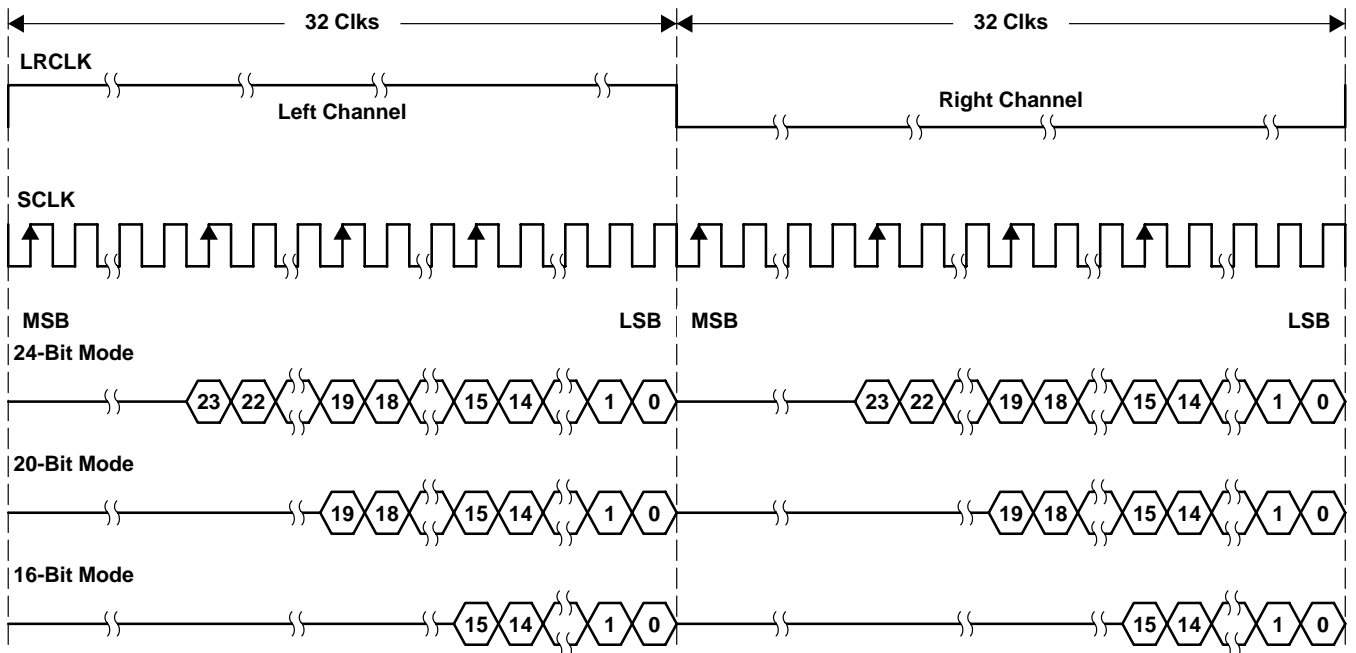 32 Clks 32 Clks
LRCLK
Left Channel Right Channel
SCLK
MSB LSB MSB LSB
24-Bit Mode
23 22 19 18 15 14 1 0 23 22 19 18 15 14 1 0
20-Bit Mode
19 18 15 14 1 0 19 18 15 14 1 0
16-Bit Mode
15 14 1 0 15 14 1 0